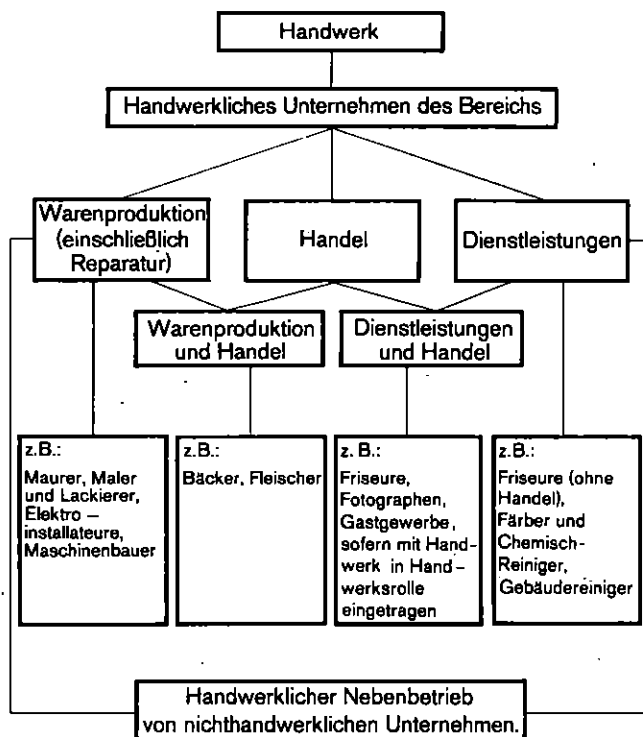 Handwerk
Handwerkliches Unternehmen des Bereichs
Warenproduktion
(einschließlich
Reparatur)
Handel
Dienstleistungen
Warenproduktion
und Handel
Dienstleistungen
und Handel
z.B.:
Maurer, Maler
und Lackierer,
Elektro –
installateure,
Maschinenbauer
z.B.:
Bäcker, Fleischer
z. B.:
Friseure,
Fotographen,
Gastgewerbe,
sofern mit Hand-
werk in Hand-
werksrolle
eingetragen
z.B.:
Friseure (ohne
Handel),
Färber und
Chemisch-
Reiniger,
Gebäudereiniger
Handwerklicher Nebenbetrieb
von nichthandwerklichen Unternehmen.